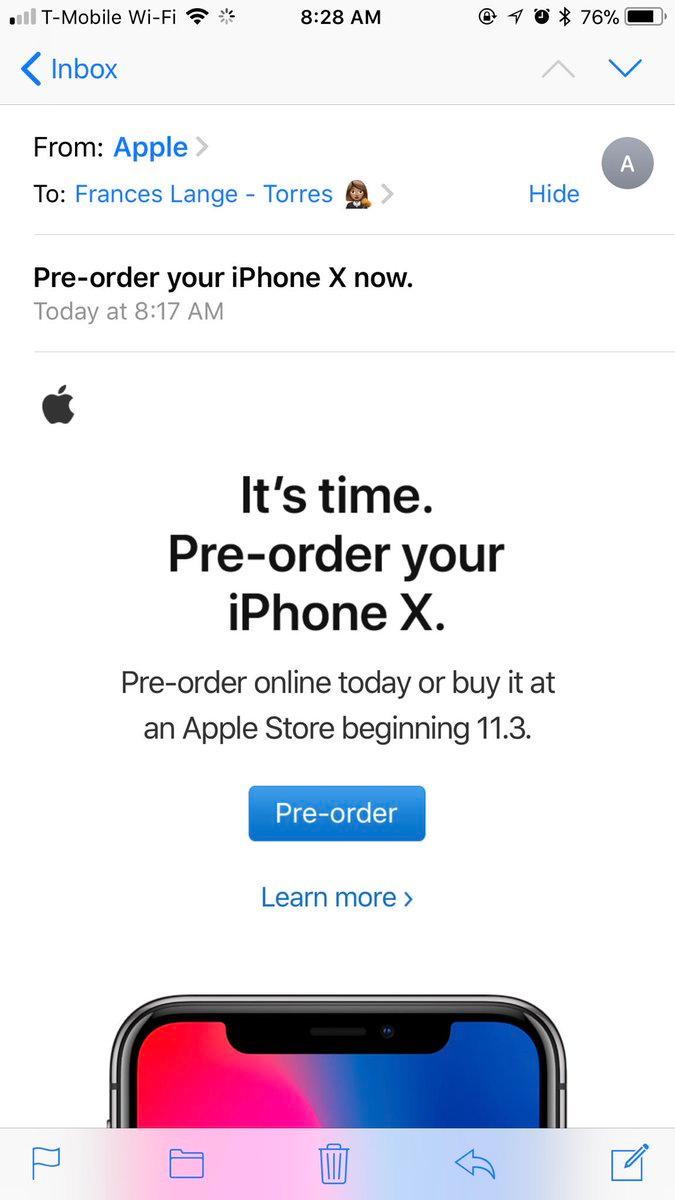 T-Mobile Wi-Fi 8:28 AM 76%
Inbox
From: Apple
A
To: Frances Lange - Torres Hide
Pre-order your iPhone X now.
Today at 8:17 AM
It's time.
Pre-order your
iPhone X.
Pre-order online today or buy it at
an Apple Store beginning 11.3.
Pre-order
Learn more ›